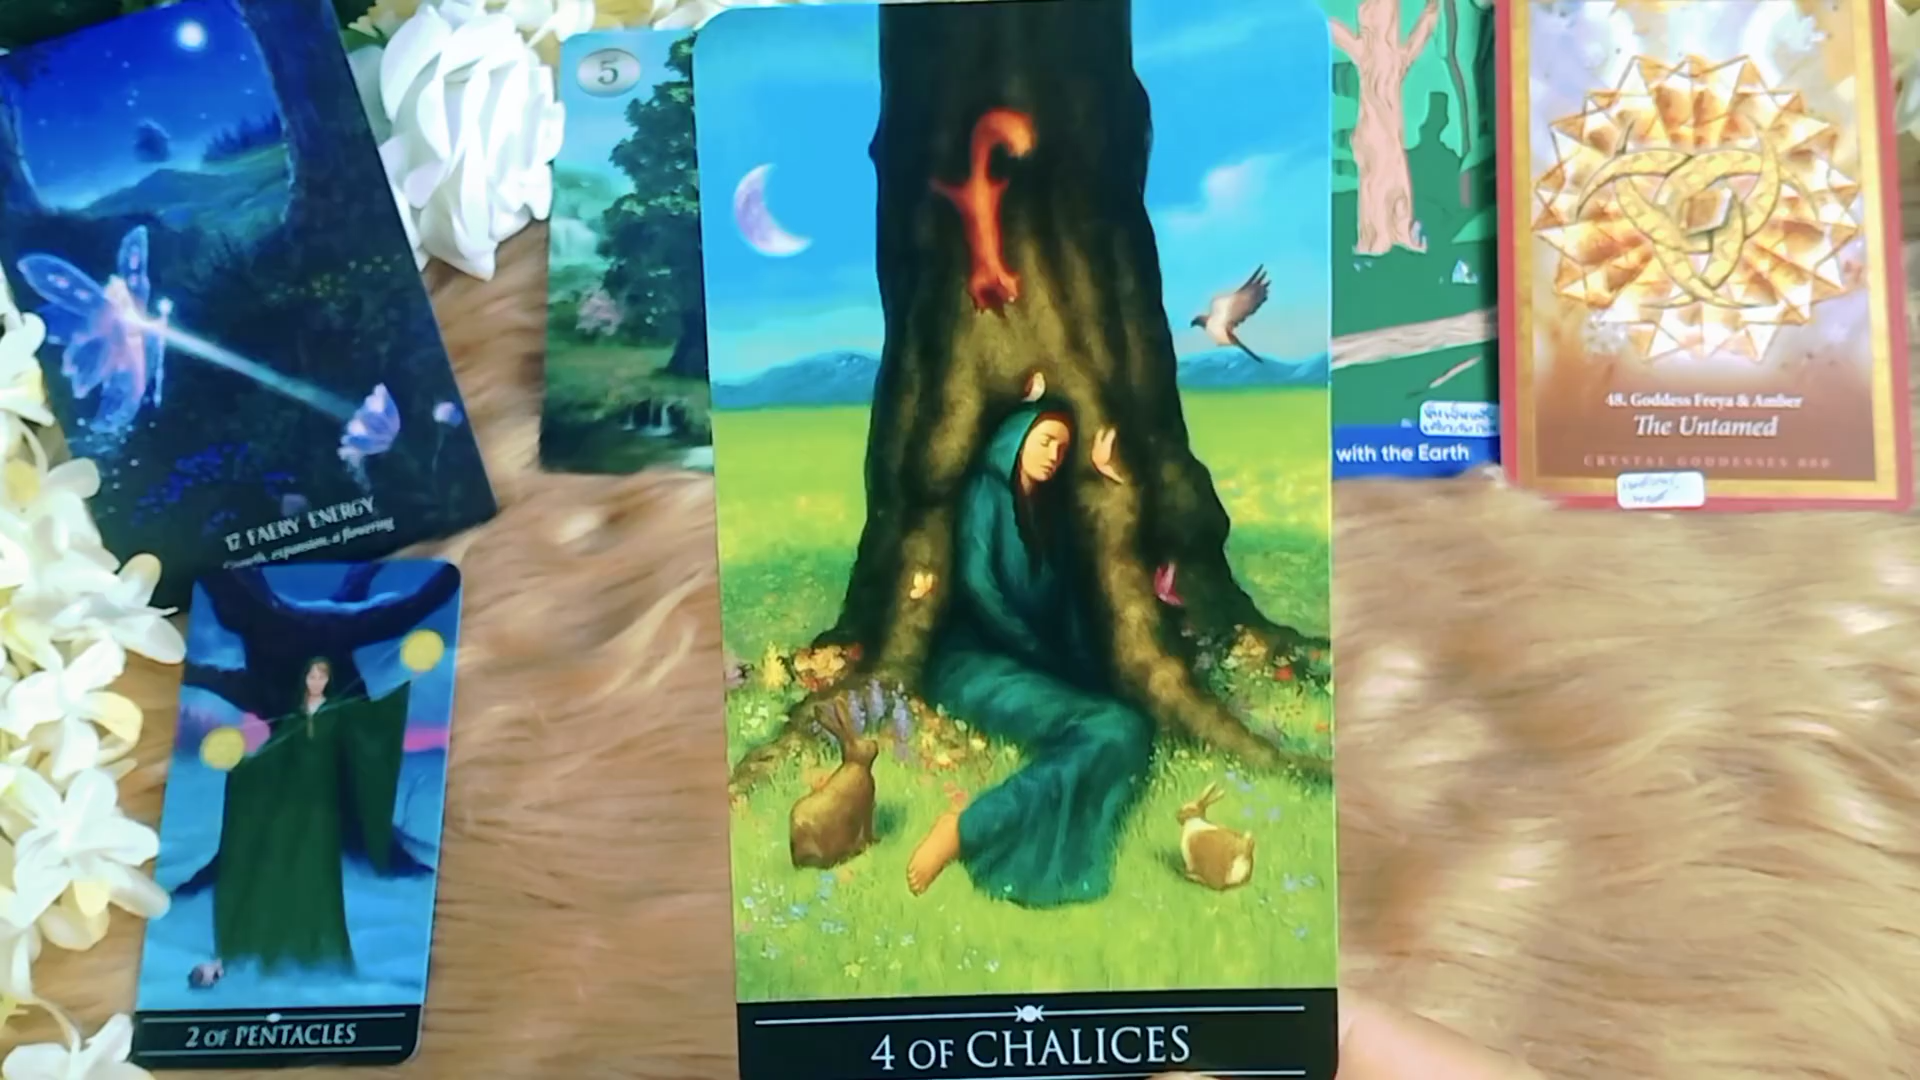 5
17 FAERY ENERGY
Growth, expansion, a flowering
2 OF PENTACLES
4 OF CHALICES
with the Earth
48. Goddess Freya & Amber
The Untamed
CRYSTAL GODDESSES 888